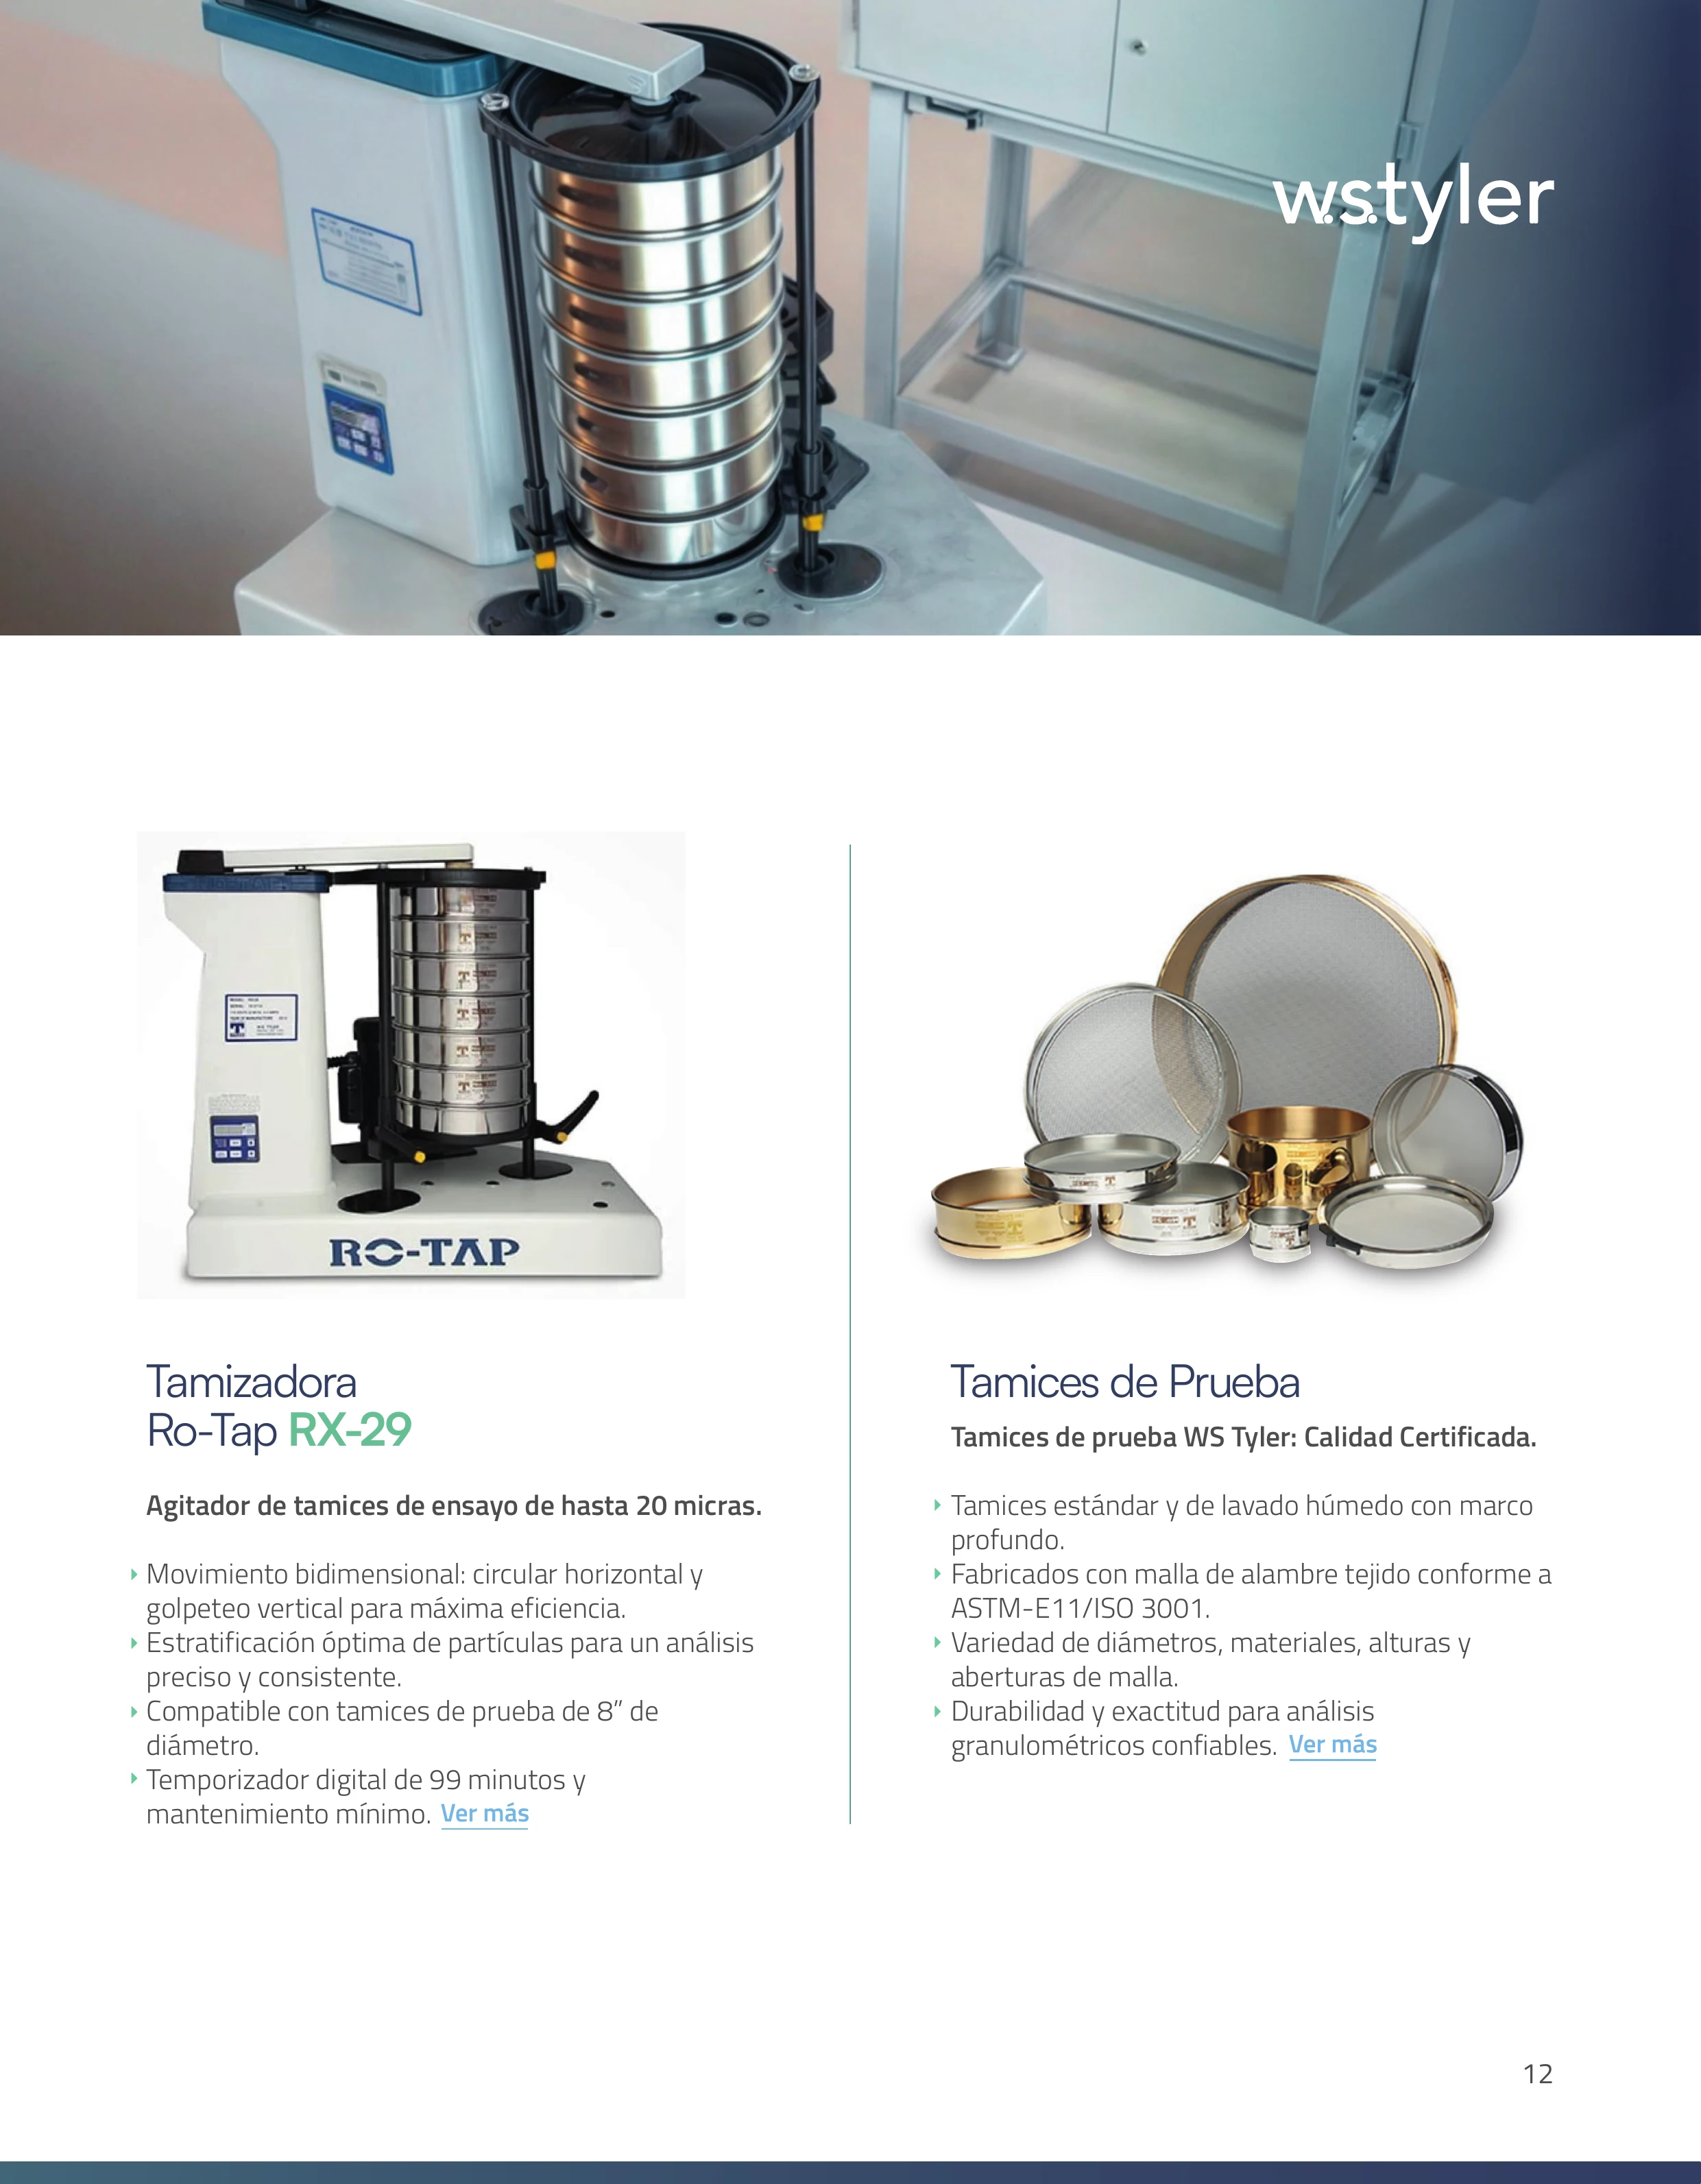 w.s.tyler
RO-TAP
Tamizadora
Ro-Tap RX-29
Agitador de tamices de ensayo de hasta 20 micras.
Movimiento bidimensional: circular horizontal y
golpeteo vertical para máxima eficiencia.
Estratificación óptima de partículas para un análisis
preciso y consistente.
Compatible con tamices de prueba de 8” de
diámetro.
Temporizador digital de 99 minutos y
mantenimiento mínimo. Ver más
Tamices de Prueba
Tamices de prueba WS Tyler: Calidad Certificada.
Tamices estándar y de lavado húmedo con marco
profundo.
Fabricados con malla de alambre tejido conforme a
ASTM-E11/ISO 3001.
Variedad de diámetros, materiales, alturas y
aberturas de malla.
Durabilidad y exactitud para análisis
granulométricos confiables. Ver más
12